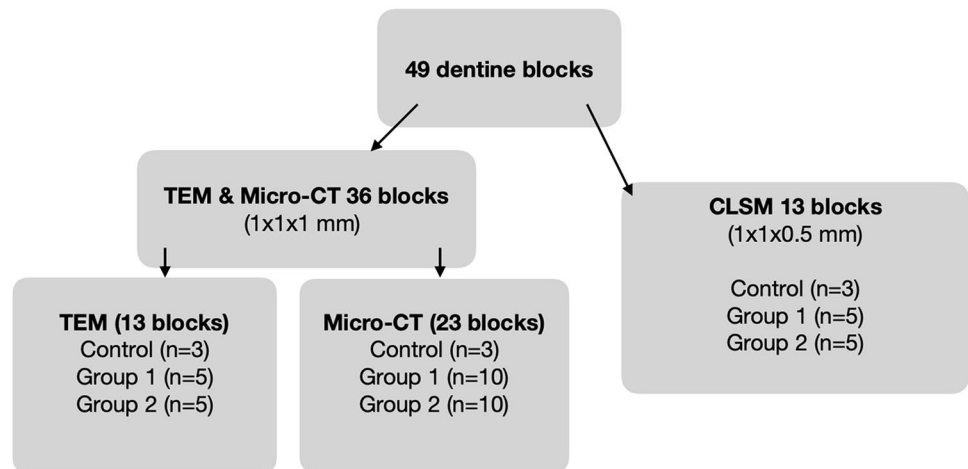 49 dentine blocks
TEM & Micro-CT 36 blocks
(1x1x1 mm)
CLSM 13 blocks
(1x1x0.5 mm)
Control (n=3)
Group 1 (n=5)
Group 2 (n=5)
TEM (13 blocks)
Control (n=3)
Group 1 (n=5)
Group 2 (n=5)
Micro-CT (23 blocks)
Control (n=3)
Group 1 (n=10)
Group 2 (n=10)